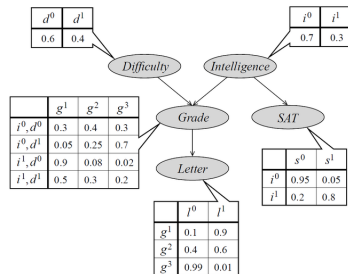 d⁰ d¹
0.6 0.4
i⁰ i¹
0.7 0.3
Difficulty
Intelligence
g¹ g² g³
i⁰, d⁰ 0.3 0.4 0.3
i⁰, d¹ 0.05 0.25 0.7
i¹, d⁰ 0.9 0.08 0.02
i¹, d¹ 0.5 0.3 0.2
Grade
SAT
Letter
s⁰ s¹
i⁰ 0.95 0.05
i¹ 0.2 0.8
l⁰ l¹
g¹ 0.1 0.9
g² 0.4 0.6
g³ 0.99 0.01